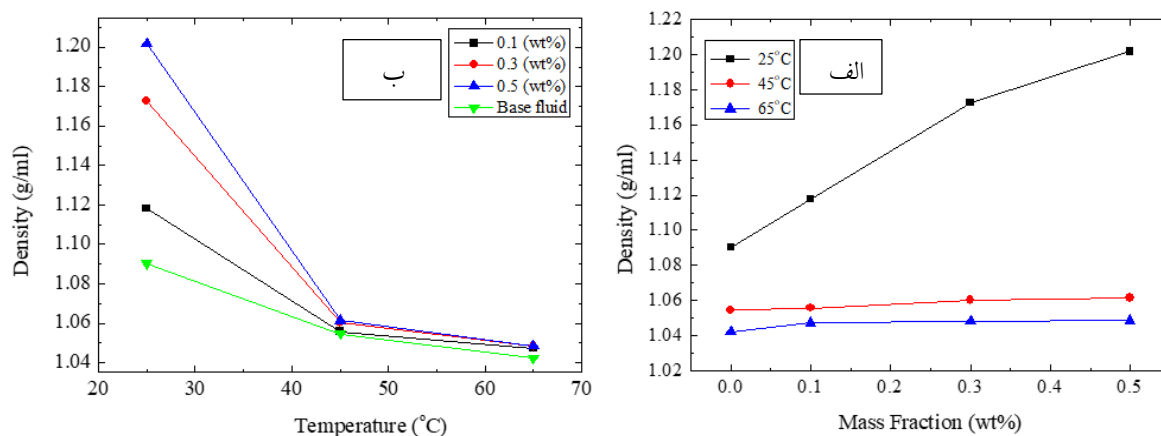 1.22
1.20
1.18
1.16
1.14
1.12
1.10
1.08
1.06
1.04
20
30
40
50
60
70
Density (g/ml)
Temperature (°C)
ب
0.1 (wt%)
0.3 (wt%)
0.5 (wt%)
Base fluid
1.22
1.20
1.18
1.16
1.14
1.12
1.10
1.08
1.06
1.04
1.02
0.0
0.1
0.2
0.3
0.4
0.5
Density (g/ml)
Mass Fraction (wt%)
الف
25°C
45°C
65°C